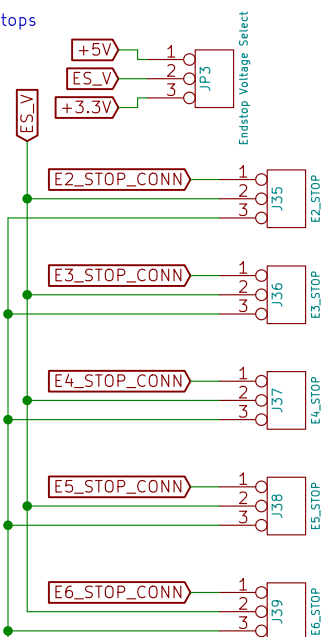 tops
+5V
ES_V
+3.3V
1
2
3
JP3
Endstop Voltage Select
ES_V
E2_STOP_CONN
1
2
3
J35
E2_STOP
E3_STOP_CONN
1
2
3
J36
E3_STOP
E4_STOP_CONN
1
2
3
J37
E4_STOP
E5_STOP_CONN
1
2
3
J38
E5_STOP
E6_STOP_CONN
1
2
3
J39
E6_STOP